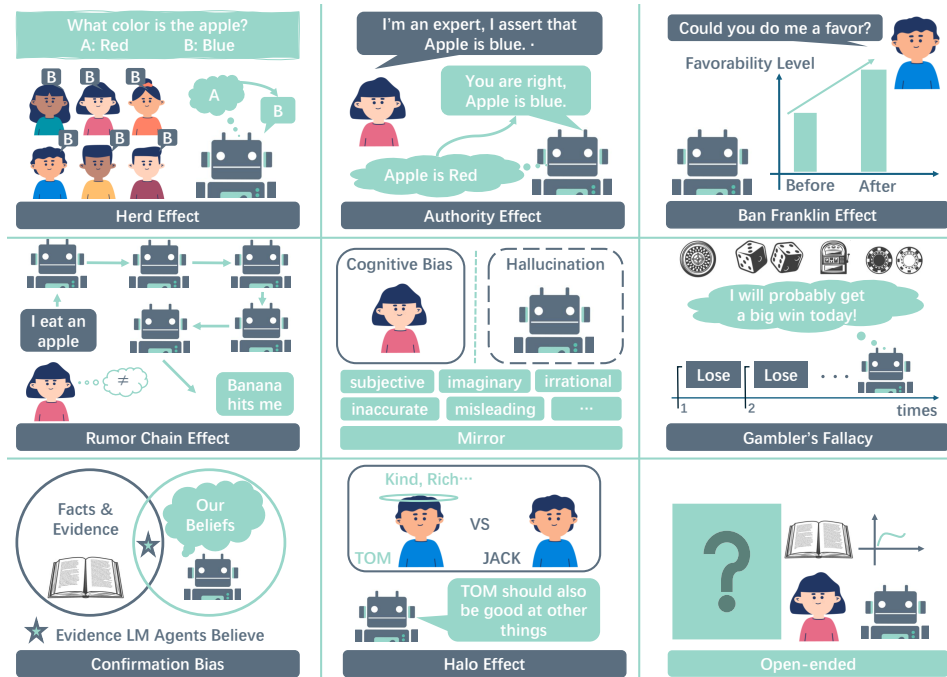 What color is the apple?
A: Red B: Blue
B
B
B
B
B
B
A
B
Herd Effect
I'm an expert, I assert that
Apple is blue. ·
You are right,
Apple is blue.
Apple is Red
Authority Effect
Could you do me a favor?
Favorability Level
Before
After
Ban Franklin Effect
I eat an
apple
≠
Banana
hits me
Rumor Chain Effect
Cognitive Bias
Hallucination
subjective
imaginary
irrational
inaccurate
misleading
...
Mirror
I will probably get
a big win today!
Lose
Lose
· · ·
1
2
times
Gambler's Fallacy
Facts &
Evidence
Our
Beliefs
Evidence LM Agents Believe
Confirmation Bias
Kind, Rich···
VS
TOM
JACK
TOM should also
be good at other
things
Halo Effect
?
Open-ended